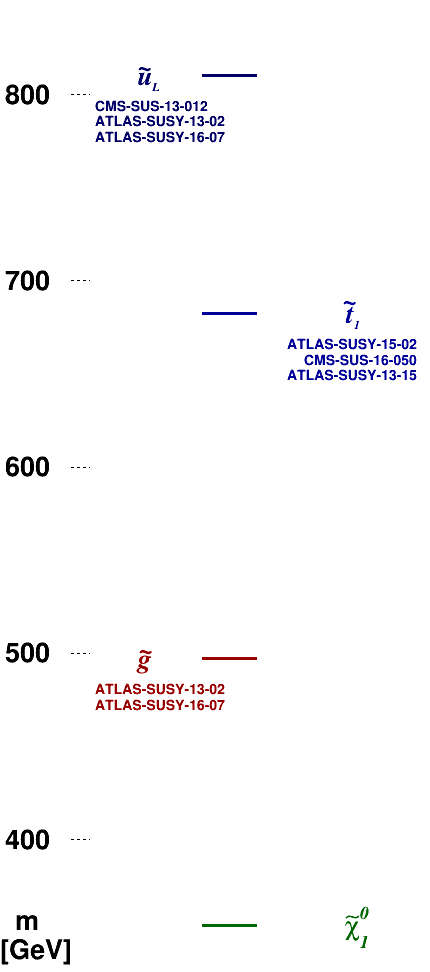 ũ_L
800
CMS-SUS-13-012
ATLAS-SUSY-13-02
ATLAS-SUSY-16-07
700
t̃_1
ATLAS-SUSY-15-02
CMS-SUS-16-050
ATLAS-SUSY-13-15
600
500
g̃
ATLAS-SUSY-13-02
ATLAS-SUSY-16-07
400
m
[GeV]
χ̃_1^0